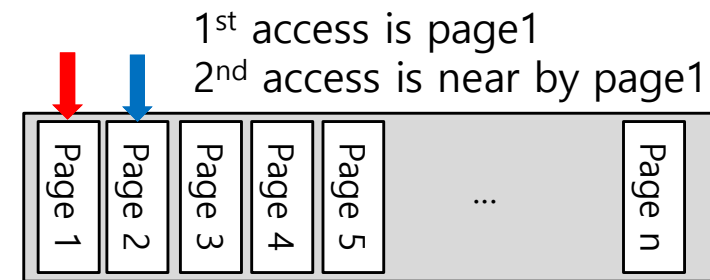 1st access is page1
2nd access is near by page1
Page 1
Page 2
Page 3
Page 4
Page 5
...
Page n